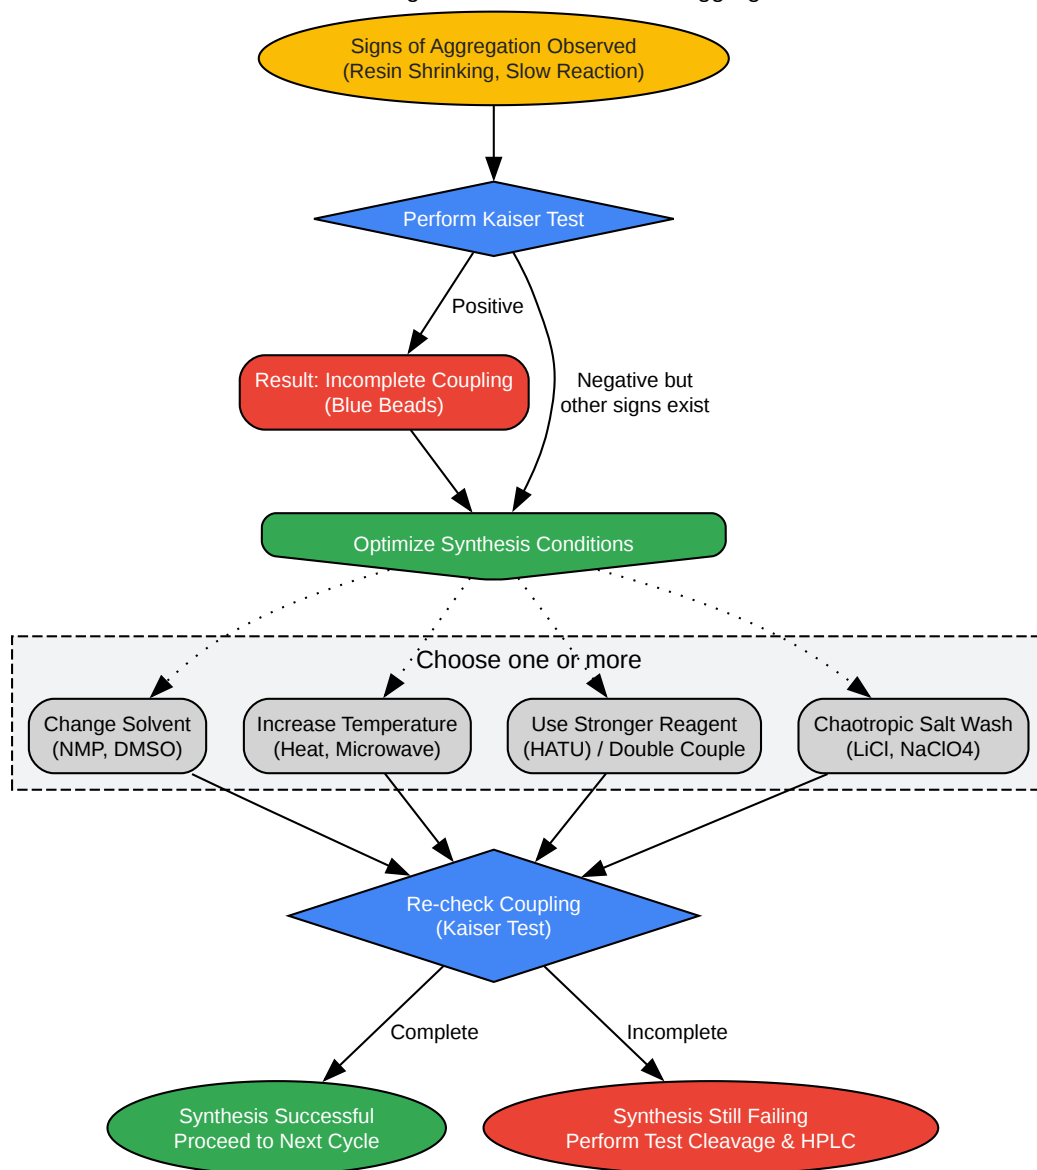 Signs of Aggregation Observed
(Resin Shrinking, Slow Reaction)
Perform Kaiser Test
Positive
Result: Incomplete Coupling
(Blue Beads)
Negative but
other signs exist
Optimize Synthesis Conditions
Choose one or more
Change Solvent
(NMP, DMSO)
Increase Temperature
(Heat, Microwave)
Use Stronger Reagent
(HATU) / Double Couple
Chaotropic Salt Wash
(LiCl, NaClO4)
Re-check Coupling
(Kaiser Test)
Complete
Incomplete
Synthesis Successful
Proceed to Next Cycle
Synthesis Still Failing
Perform Test Cleavage & HPLC